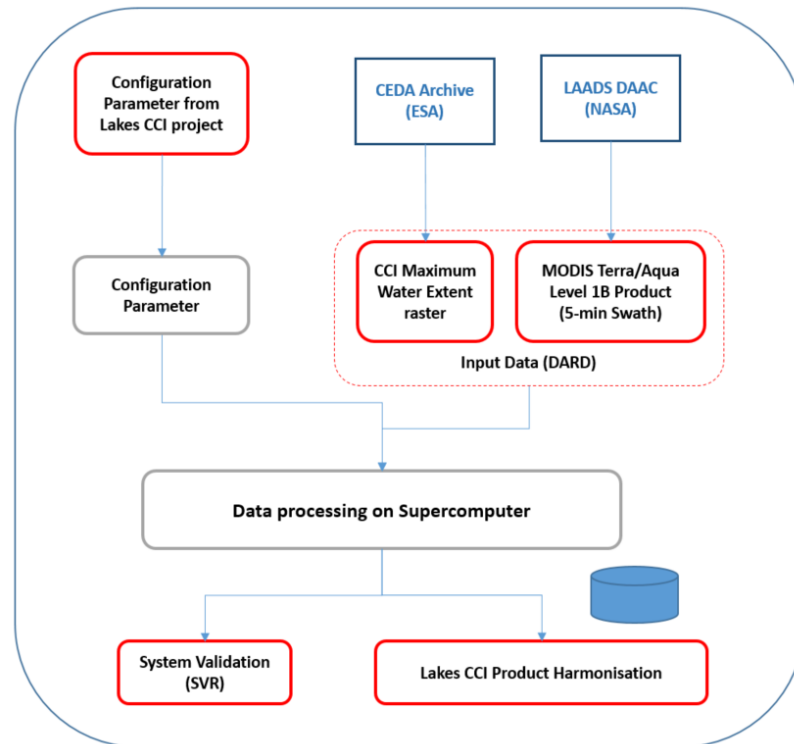 Configuration
Parameter from
Lakes CCI project
CEDA Archive
(ESA)
LAADS DAAC
(NASA)
Configuration
Parameter
CCI Maximum
Water Extent
raster
MODIS Terra/Aqua
Level 1B Product
(5-min Swath)
Input Data (DARD)
Data processing on Supercomputer
System Validation
(SVR)
Lakes CCI Product Harmonisation